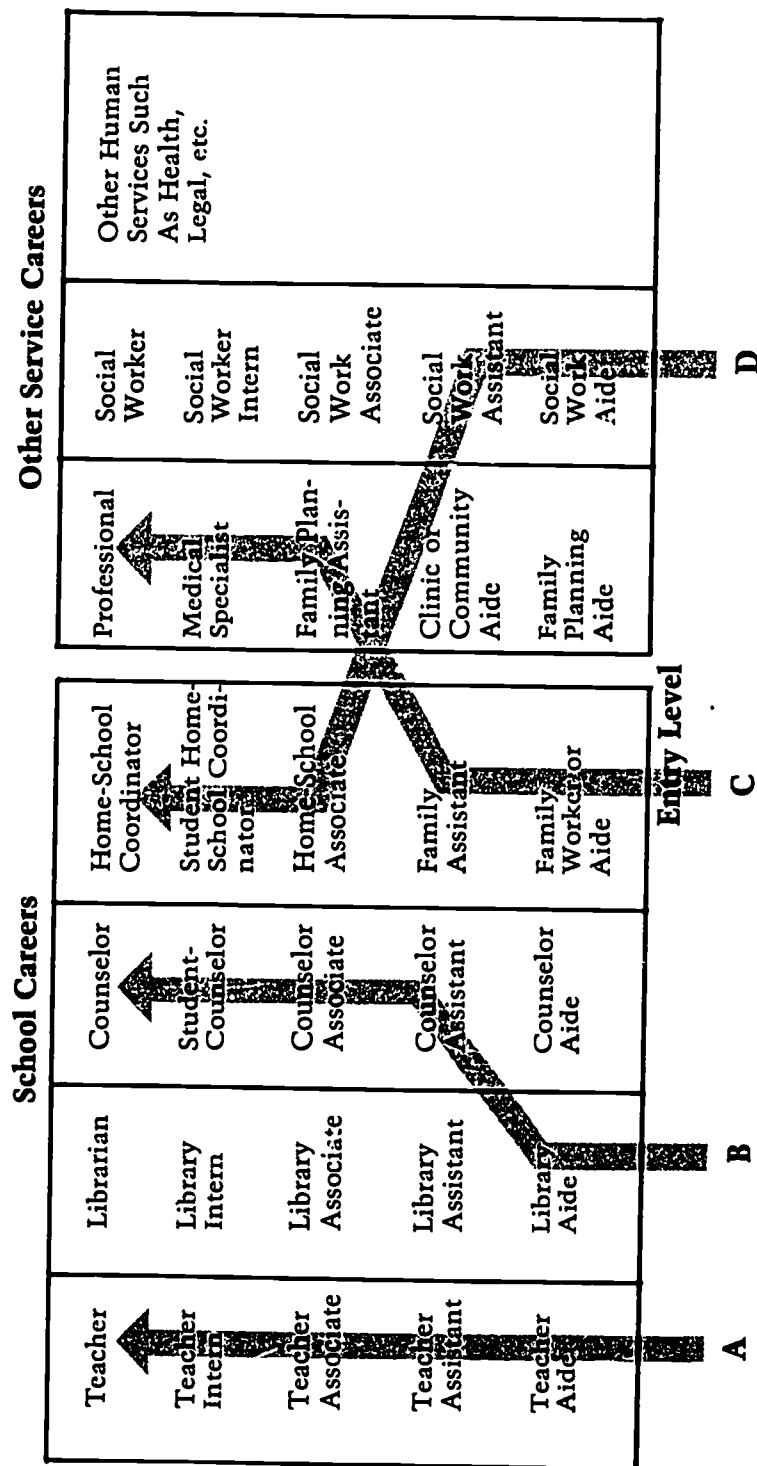 School Careers
Teacher
Teacher
Intern
Teacher
Associate
Teacher
Assistant
Teacher
Aide
Librarian
Library
Intern
Library
Associate
Library
Assistant
Library
Aide
Counselor
Student-
Counselor
Counselor
Associate
Counselor
Assistant
Counselor
Aide
Home-School
Coordinator
Student Home-
School Coordi-
nator
Home-School
Associate
Family
Assistant
Family
Worker or
Aide
Other Service Careers
Professional
Medical
Specialist
Family Plan-
ning Assis-
tant
Clinic or
Community
Aide
Family
Planning
Aide
Social
Worker
Social
Worker
Intern
Social
Work
Associate
Social
Work
Assistant
Social
Work
Aide
Other Human
Services Such
As Health,
Legal, etc.
Entry Level
A
B
C
D